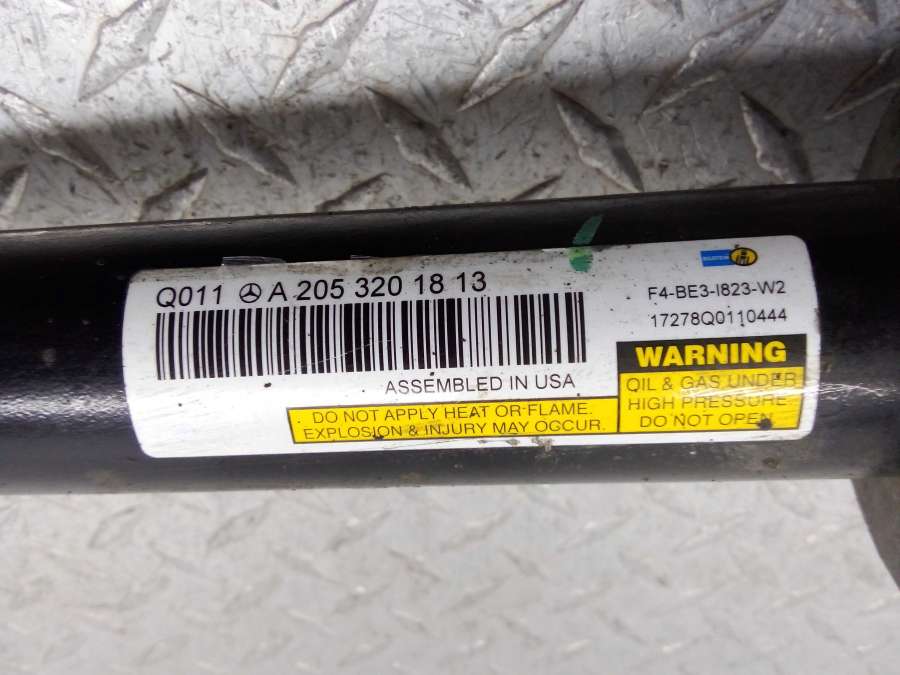 BILSTEIN
Q011 A 205 320 18 13
F4-BE3-I823-W2
17278Q0110444
ASSEMBLED IN USA
DO NOT APPLY HEAT OR FLAME.
EXPLOSION & INJURY MAY OCCUR.
WARNING
OIL & GAS UNDER
HIGH PRESSURE
DO NOT OPEN